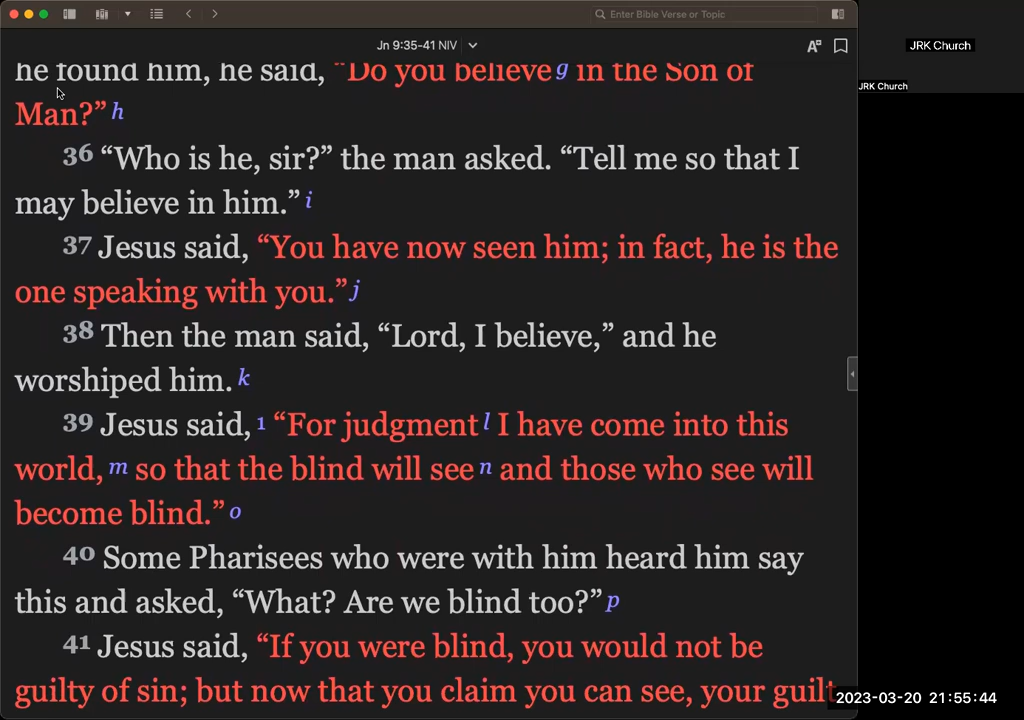 Enter Bible Verse or Topic
Jn 9:35-41 NIV
he found him, he said, “Do you believe g in the Son of
Man?” h
36 “Who is he, sir?” the man asked. “Tell me so that I
may believe in him.” i
37 Jesus said, “You have now seen him; in fact, he is the
one speaking with you.” j
38 Then the man said, “Lord, I believe,” and he
worshiped him. k
39 Jesus said, 1 “For judgment l I have come into this
world, m so that the blind will see n and those who see will
become blind.” o
40 Some Pharisees who were with him heard him say
this and asked, “What? Are we blind too?” p
41 Jesus said, “If you were blind, you would not be
guilty of sin; but now that you claim you can see, your guilt
JRK Church
JRK Church
2023-03-20 21:55:44